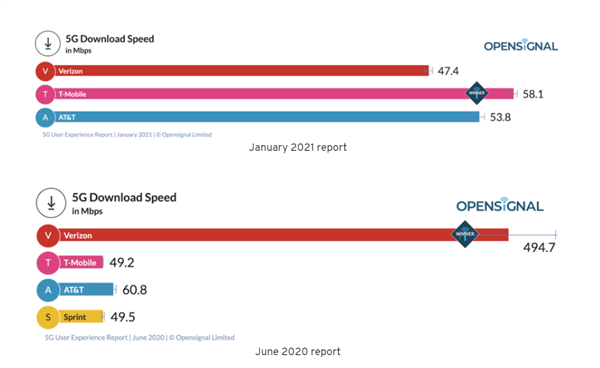 5G Download Speed
in Mbps
OPENSIGNAL
V Verizon 47.4
T T-Mobile WINNER 58.1
A AT&T 53.8
5G User Experience Report | January 2021 | © Opensignal Limited
January 2021 report
5G Download Speed
in Mbps
OPENSIGNAL
V Verizon WINNER 494.7
T T-Mobile 49.2
A AT&T 60.8
S Sprint 49.5
5G User Experience Report | June 2020 | © Opensignal Limited
June 2020 report